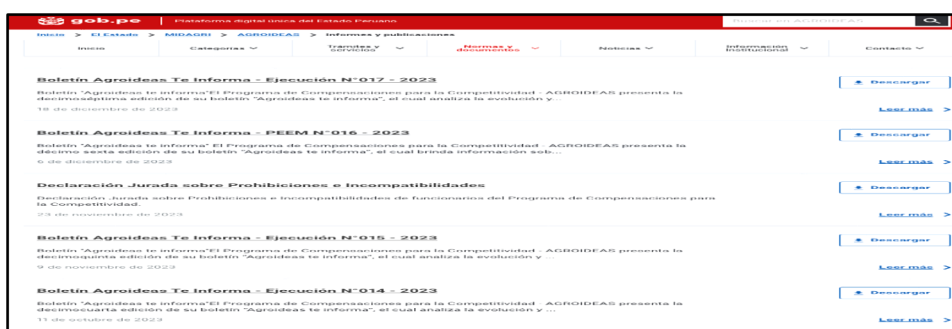 gob.pe Plataforma digital única del Estado Peruano Buscar en AGROIDEAS
Inicio > El Estado > MIDAGRI > AGROIDEAS > Informes y publicaciones
Inicio Categorías Trámites y servicios Normas y documentos Noticias Información institucional Contacto
Boletín Agroideas Te Informa - Ejecución N°017 - 2023
Descargar
Boletín "Agroideas te informa" El Programa de Compensaciones para la Competitividad - AGROIDEAS presenta la
decimoséptima edición de su boletín "Agroideas te informa", el cual analiza la evolución y...
18 de diciembre de 2023
Leer más >
Boletín Agroideas Te Informa - PEEM N°016 - 2023
Descargar
Boletín "Agroideas te informa" El Programa de Compensaciones para la Competitividad - AGROIDEAS presenta la
décimo sexta edición de su boletín "Agroideas te informa", el cual brinda información sob...
6 de diciembre de 2023
Leer más >
Declaración Jurada sobre Prohibiciones e Incompatibilidades
Descargar
Declaración Jurada sobre Prohibiciones e Incompatibilidades de funcionarios del Programa de Compensaciones para
la Competitividad.
23 de noviembre de 2023
Leer más >
Boletín Agroideas Te Informa - Ejecución N°015 - 2023
Descargar
Boletín "Agroideas te informa"El Programa de Compensaciones para la Competitividad - AGROIDEAS presenta la
decimoquinta edición de su boletín "Agroideas te informa", el cual analiza la evolución y ...
9 de noviembre de 2023
Leer más >
Boletín Agroideas Te Informa - Ejecución N°014 - 2023
Descargar
Boletín "Agroideas te informa"El Programa de Compensaciones para la Competitividad - AGROIDEAS presenta la
decimocuarta edición de su boletín "Agroideas te informa", el cual analiza la evolución y ...
11 de octubre de 2023
Leer más >